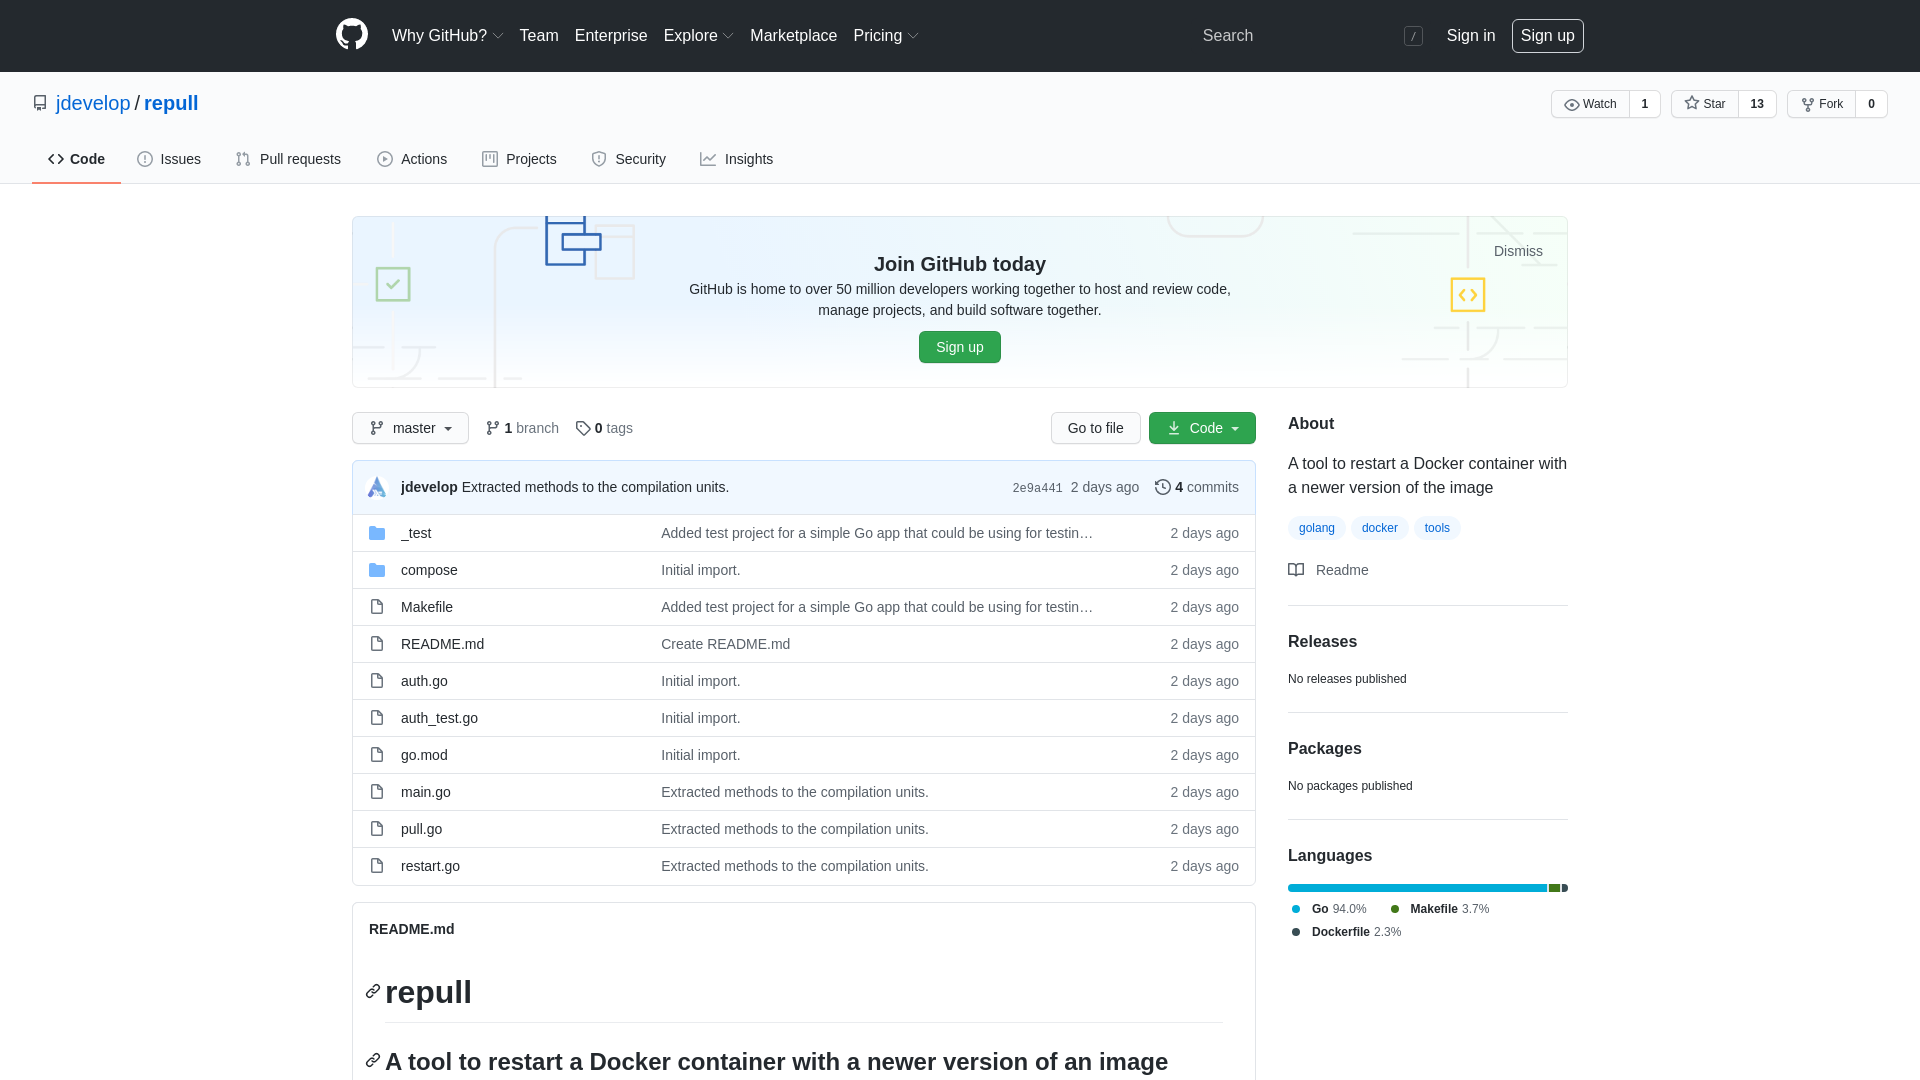 Why GitHub? Team Enterprise Explore Marketplace Pricing Search / Sign in Sign up
jdevelop / repull Watch 1 Star 13 Fork 0
Code Issues Pull requests Actions Projects Security Insights
Join GitHub today
Dismiss
GitHub is home to over 50 million developers working together to host and review code,
manage projects, and build software together.
Sign up
master 1 branch 0 tags Go to file Code
jdevelop Extracted methods to the compilation units. 2e9a441 2 days ago 4 commits
_test Added test project for a simple Go app that could be using for testin… 2 days ago
compose Initial import. 2 days ago
Makefile Added test project for a simple Go app that could be using for testin… 2 days ago
README.md Create README.md 2 days ago
auth.go Initial import. 2 days ago
auth_test.go Initial import. 2 days ago
go.mod Initial import. 2 days ago
main.go Extracted methods to the compilation units. 2 days ago
pull.go Extracted methods to the compilation units. 2 days ago
restart.go Extracted methods to the compilation units. 2 days ago
README.md
repull
A tool to restart a Docker container with a newer version of an image
About
A tool to restart a Docker container with
a newer version of the image
golang docker tools
Readme
Releases
No releases published
Packages
No packages published
Languages
Go 94.0% Makefile 3.7%
Dockerfile 2.3%